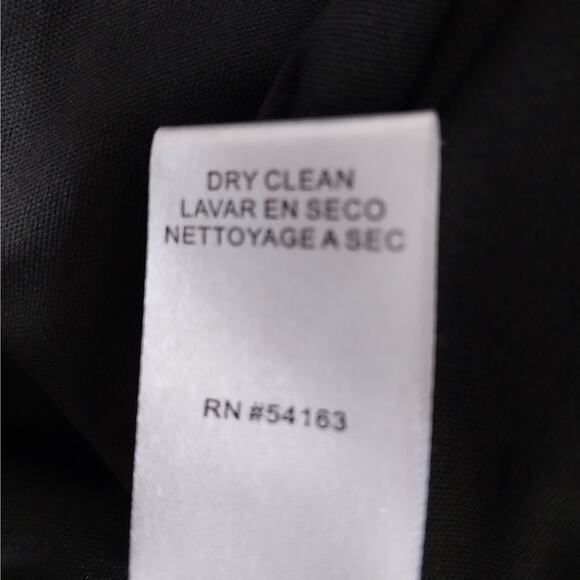 DRY CLEAN
LAVAR EN SECO
NETTOYAGE A SEC
RN #54163